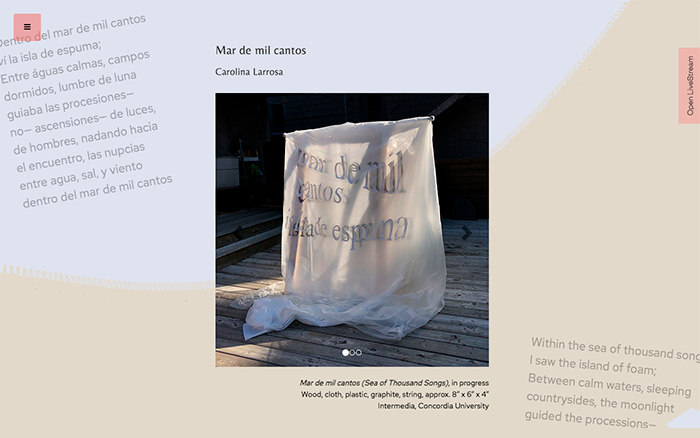 Dentro del mar de mil cantos
ví la isla de espuma;
Entre águas calmas, campos
dormidos, lumbre de luna
guiaba las procesiones—
no— ascensiones— de luces,
de hombres, nadando hacia
el encuentro, las nupcias
entre agua, sal, y viento
dentro del mar de mil cantos
Mar de mil cantos
Carolina Larrosa
Open LiveStream
mar de mil
cantos
isla de espuma
Mar de mil cantos (Sea of Thousand Songs), in progress
Wood, cloth, plastic, graphite, string, approx. 8” x 6” x 4”
Intermedia, Concordia University
Within the sea of thousand song
I saw the island of foam;
Between calm waters, sleeping
countrysides, the moonlight
guided the processions—